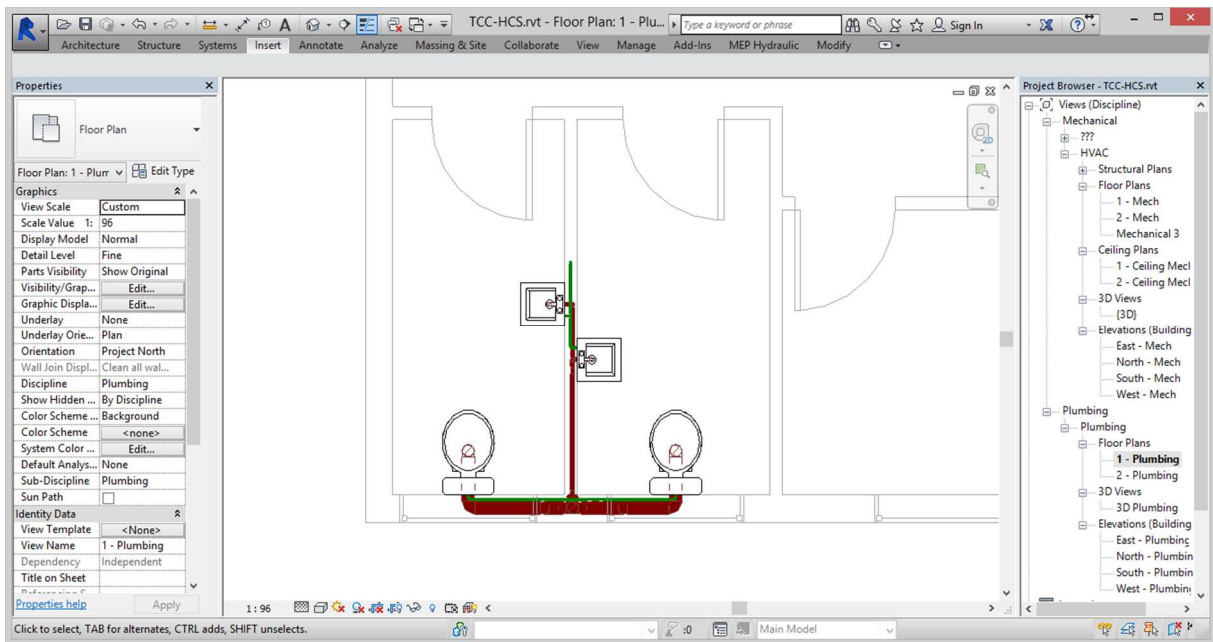 TCC-HCS.rvt - Floor Plan: 1 - Plu...
Type a keyword or phrase
Sign In
Architecture Structure Systems Insert Annotate Analyze Massing & Site Collaborate View Manage Add-Ins MEP Hydraulic Modify
Properties
Floor Plan
Floor Plan: 1 - Plum
Edit Type
Graphics
View Scale Custom
Scale Value 1: 96
Display Model Normal
Detail Level Fine
Parts Visibility Show Original
Visibility/Grap... Edit...
Graphic Displa... Edit...
Underlay None
Underlay Orie... Plan
Orientation Project North
Wall Join Displ... Clean all wal...
Discipline Plumbing
Show Hidden ... By Discipline
Color Scheme ... Background
Color Scheme <none>
System Color ... Edit...
Default Analys... None
Sub-Discipline Plumbing
Sun Path
Identity Data
View Template <None>
View Name 1 - Plumbing
Dependency Independent
Title on Sheet
Properties help Apply
2D
1 : 96
Project Browser - TCC-HCS.rvt
Views (Discipline)
Mechanical
???
HVAC
Structural Plans
Floor Plans
1 - Mech
2 - Mech
Mechanical 3
Ceiling Plans
1 - Ceiling Mecl
2 - Ceiling Mecl
3D Views
{3D}
Elevations (Building
East - Mech
North - Mech
South - Mech
West - Mech
Plumbing
Plumbing
Floor Plans
1 - Plumbing
2 - Plumbing
3D Views
3D Plumbing
Elevations (Building
East - Plumbing
North - Plumbin
South - Plumbin
West - Plumbing
Click to select, TAB for alternates, CTRL adds, SHIFT unselects.
:0
Main Model